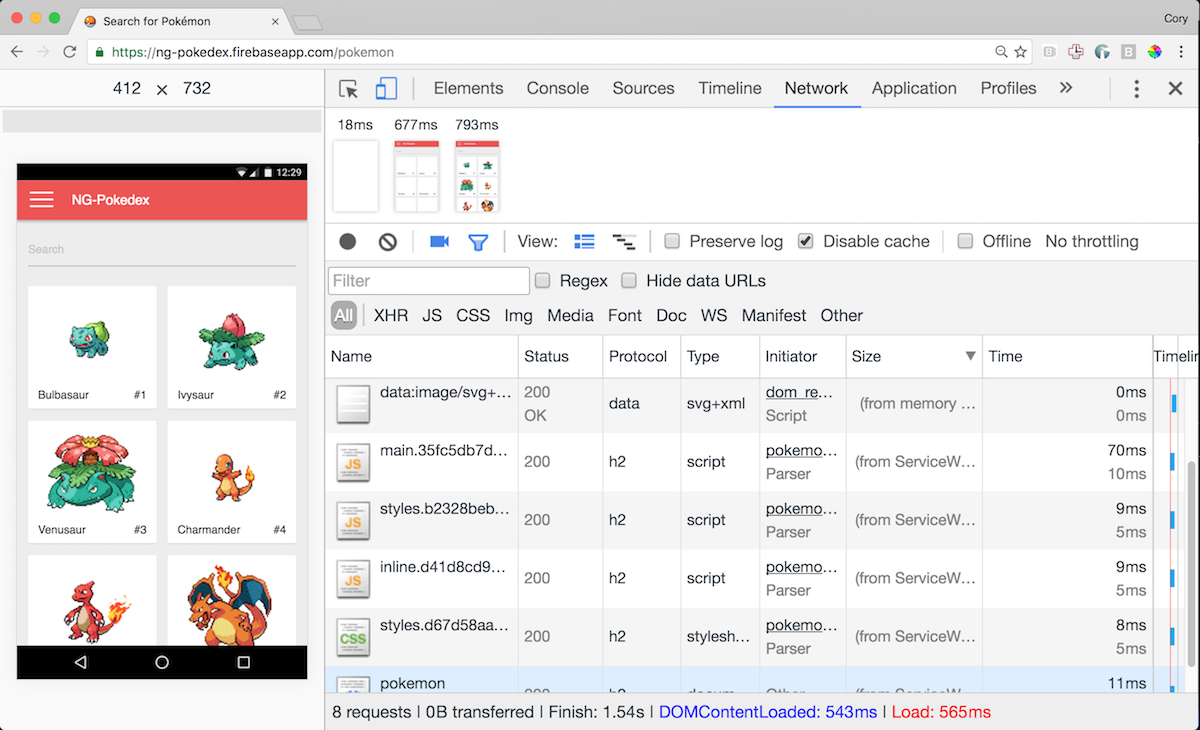 Search for Pokémon
Cory
https://ng-pokedex.firebaseapp.com/pokemon
B
412 × 732
Elements Console Sources Timeline Network Application Profiles
18ms 677ms 793ms
12:29
NG-Pokedex
Search
Bulbasaur #1
Ivysaur #2
Venusaur #3
Charmander #4
View: Preserve log Disable cache Offline No throttling
Filter Regex Hide data URLs
All XHR JS CSS Img Media Font Doc WS Manifest Other
Name Status Protocol Type Initiator Size Time Timelin
data:image/svg+... 200 data svg+xml dom_re... (from memory ... 0ms
OK Script 0ms
JS main.35fc5db7d... 200 h2 script pokemo... (from ServiceW... 70ms
Parser 10ms
JS styles.b2328beb... 200 h2 script pokemo... (from ServiceW... 9ms
Parser 5ms
JS inline.d41d8cd9... 200 h2 script pokemo... (from ServiceW... 9ms
Parser 5ms
CSS styles.d67d58aa... 200 h2 stylesh... pokemo... (from ServiceW... 8ms
Parser 5ms
pokemon 11ms
8 requests | 0B transferred | Finish: 1.54s | DOMContentLoaded: 543ms | Load: 565ms